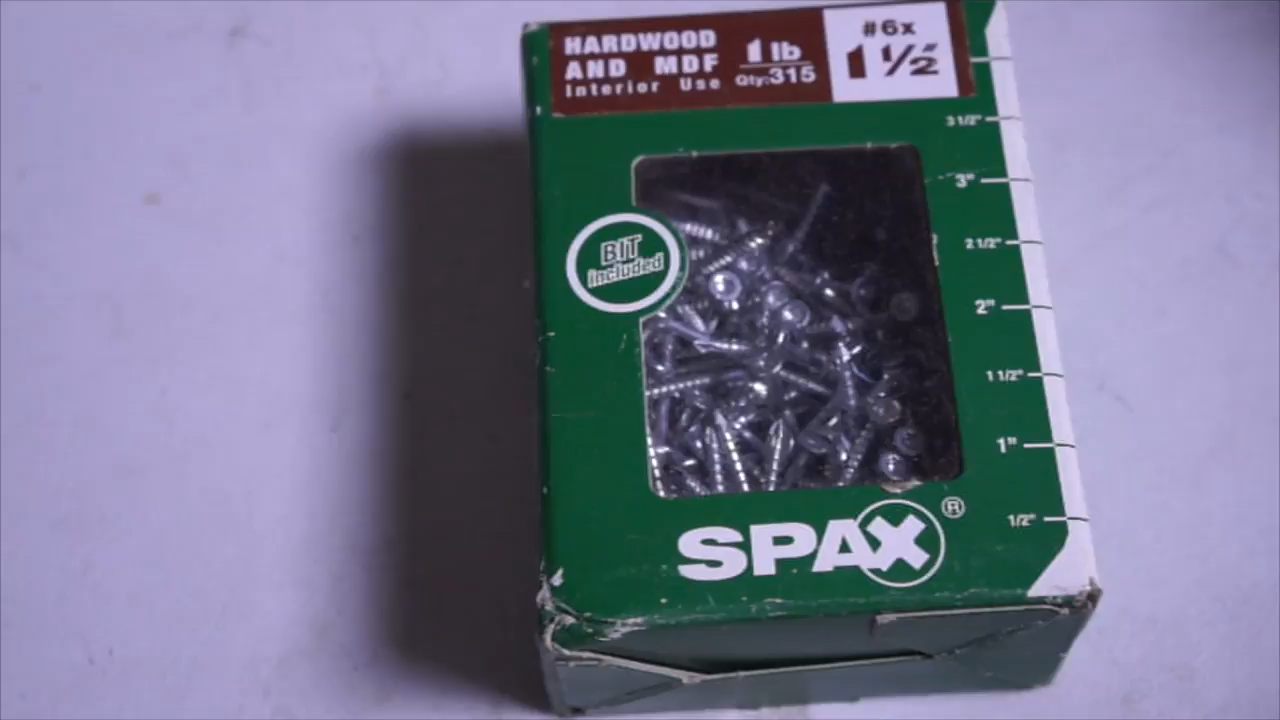 HARDWOOD
AND MDF
Interior Use
1 lb
Qty:315
#6x
1 1/2"
3 1/2"
3"
2 1/2"
2"
1 1/2"
1"
1/2"
BIT
included
SPAX®